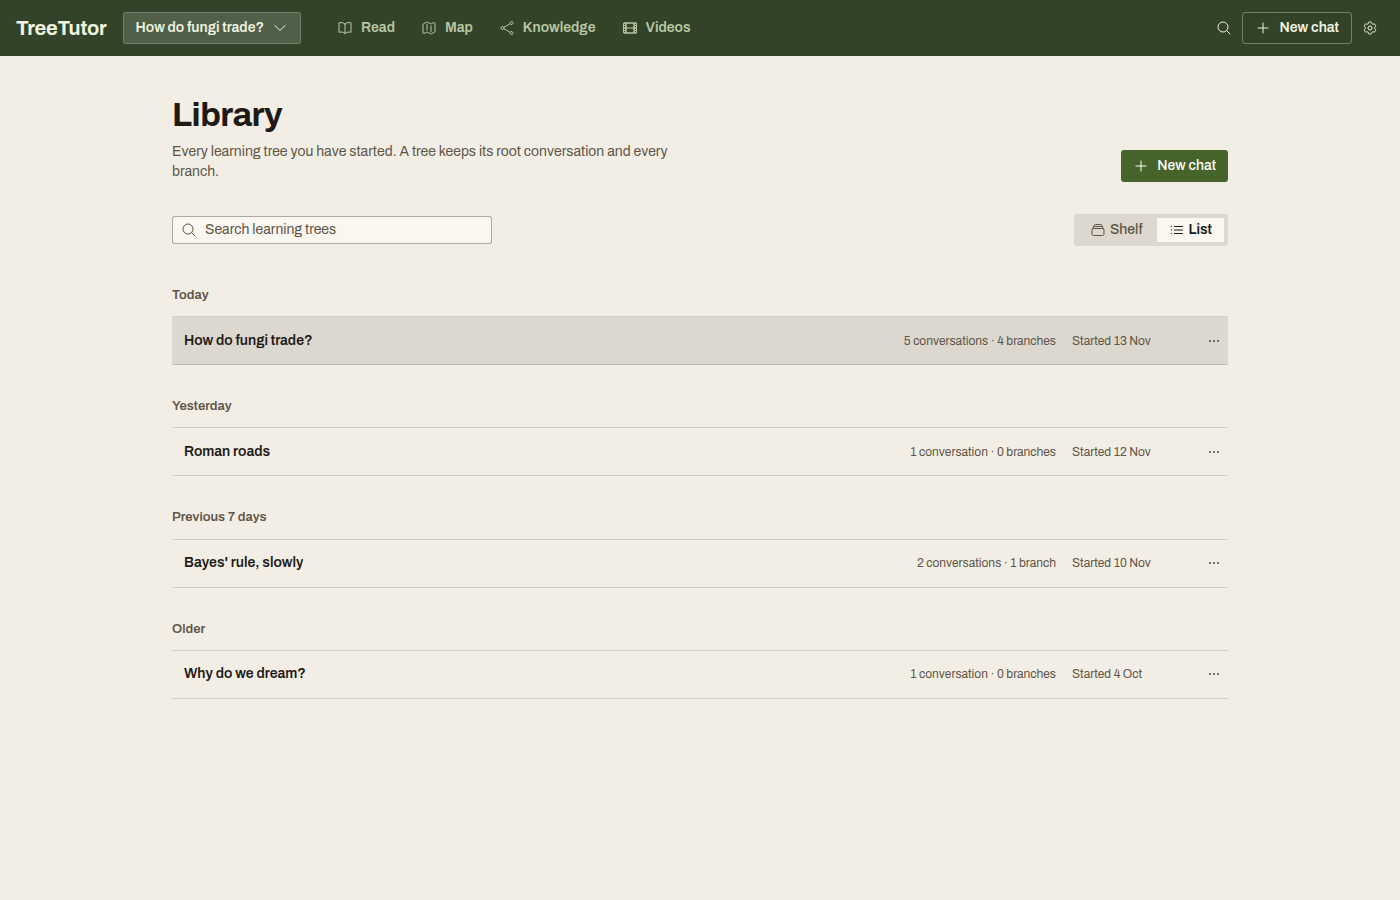 TreeTutor How do fungi trade? Read Map Knowledge Videos New chat
Library
Every learning tree you have started. A tree keeps its root conversation and every
branch.
New chat
Search learning trees Shelf List
Today
How do fungi trade? 5 conversations · 4 branches Started 13 Nov
Yesterday
Roman roads 1 conversation · 0 branches Started 12 Nov
Previous 7 days
Bayes' rule, slowly 2 conversations · 1 branch Started 10 Nov
Older
Why do we dream? 1 conversation · 0 branches Started 4 Oct